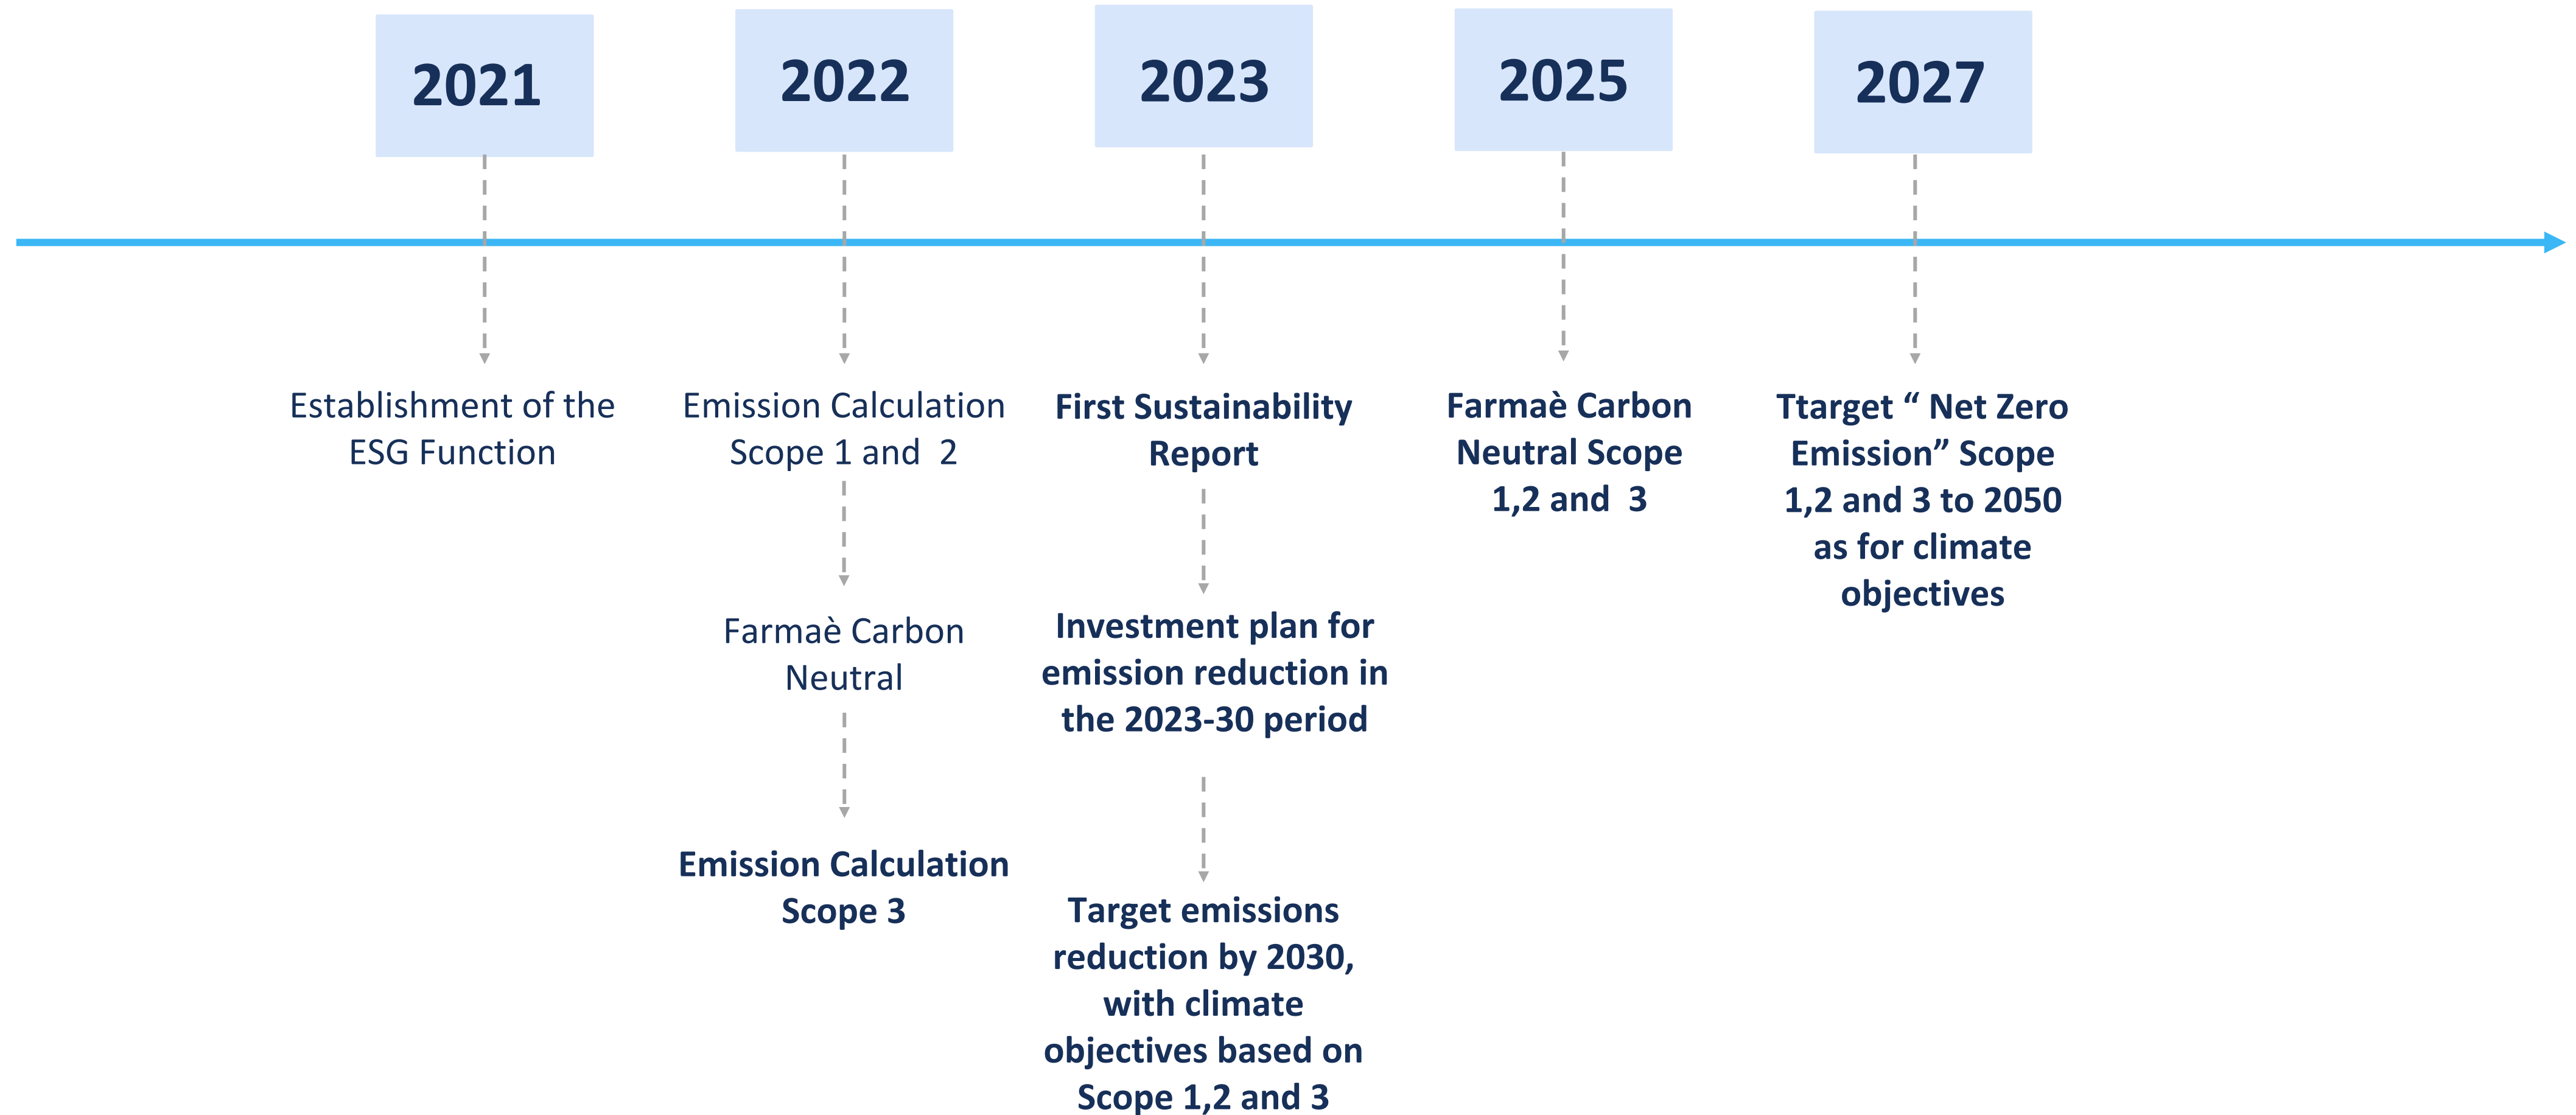 2021
2022
2023
2025
2027
Establishment of the
ESG Function
Emission Calculation
Scope 1 and  2
Farmaè Carbon
Neutral
Emission Calculation
Scope 3
First Sustainability
Report
Investment plan for
emission reduction in
the 2023-30 period
Target emissions
reduction by 2030,
with climate
objectives based on
Scope 1,2 and 3
Farmaè Carbon
Neutral Scope
1,2 and  3
Ttarget “ Net Zero
Emission” Scope
1,2 and 3 to 2050
as for climate
objectives